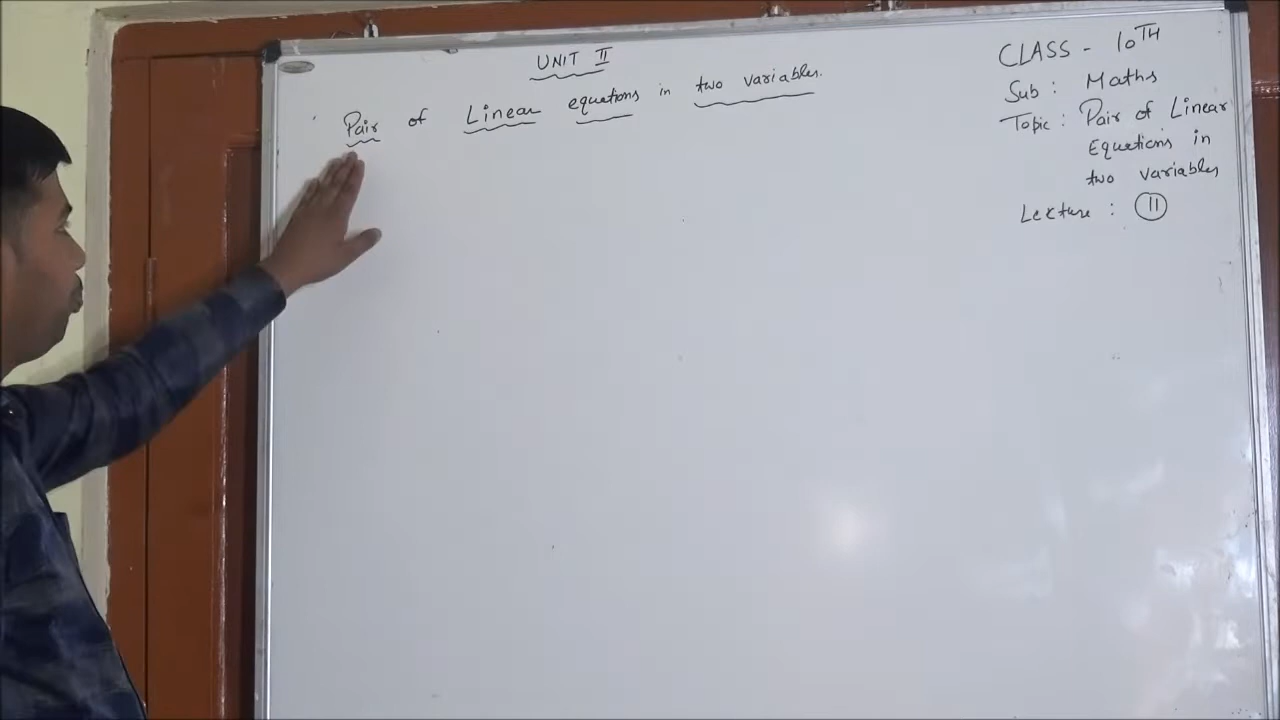 UNIT II
Pair of Linear equations in two variables.
CLASS - 10TH
Sub : Maths
Topic : Pair of Linear
Equations in
two variables
Lecture : 11